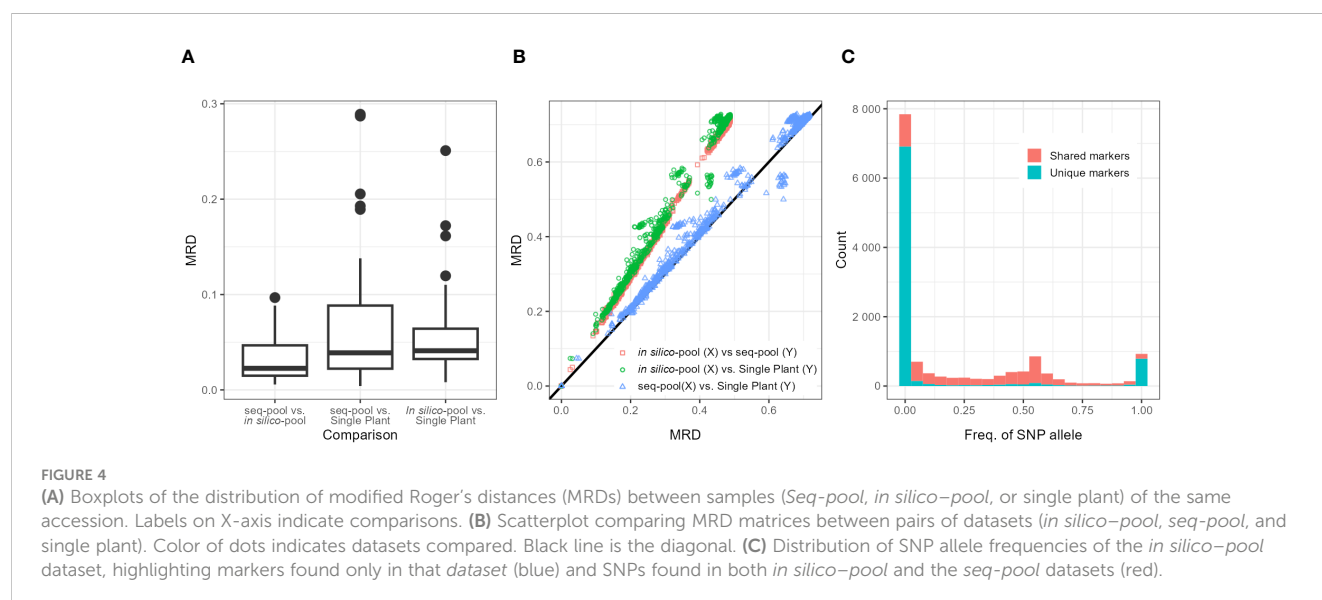 A
B
C
0.3
0.2
0.1
0.0
MRD
seq-pool vs.
in silico-pool
seq-pool vs.
Single Plant
In silico-pool vs.
Single Plant
Comparison
0.6
0.4
0.2
0.0
MRD
in silico-pool (X) vs seq-pool (Y)
in silico-pool (X) vs. Single Plant (Y)
seq-pool(X) vs. Single Plant (Y)
0.0
0.2
0.4
0.6
MRD
8 000
6 000
4 000
2 000
0
Count
Shared markers
Unique markers
0.00
0.25
0.50
0.75
1.00
Freq. of SNP allele
FIGURE 4
(A) Boxplots of the distribution of modified Roger's distances (MRDs) between samples (Seq-pool, in silico–pool, or single plant) of the same
accession. Labels on X-axis indicate comparisons. (B) Scatterplot comparing MRD matrices between pairs of datasets (in silico–pool, seq-pool, and
single plant). Color of dots indicates datasets compared. Black line is the diagonal. (C) Distribution of SNP allele frequencies of the in silico–pool
dataset, highlighting markers found only in that dataset (blue) and SNPs found in both in silico–pool and the seq-pool datasets (red).